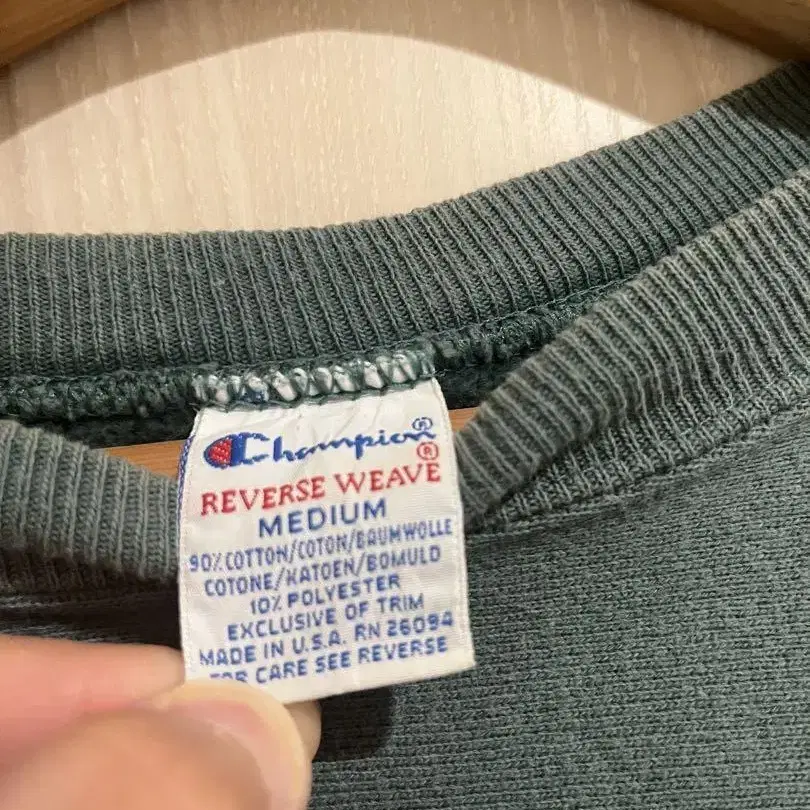 Champion®
REVERSE WEAVE®
MEDIUM
90% COTTON/COTON/BAUMWOLLE
COTONE/KATOEN/BOMULD
10% POLYESTER
EXCLUSIVE OF TRIM
MADE IN U.S.A. RN 26094
FOR CARE SEE REVERSE